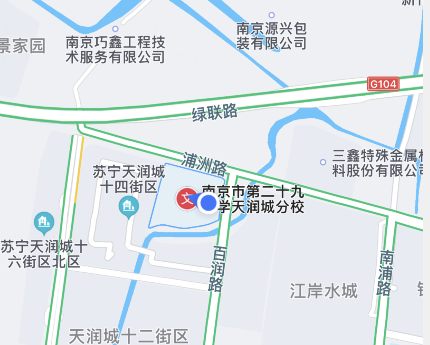 南京源兴包
装有限公司
景家园
南京巧鑫工程技
术服务有限公司
G104
绿联路
浦洲路
三鑫特殊金属材
料股份有限公司
苏宁天润城
十四街区
文
南京市第二十九
学天润城分校
苏宁天润城十
六街区北区
百润路
南浦路
江岸水城
天润城十二街区